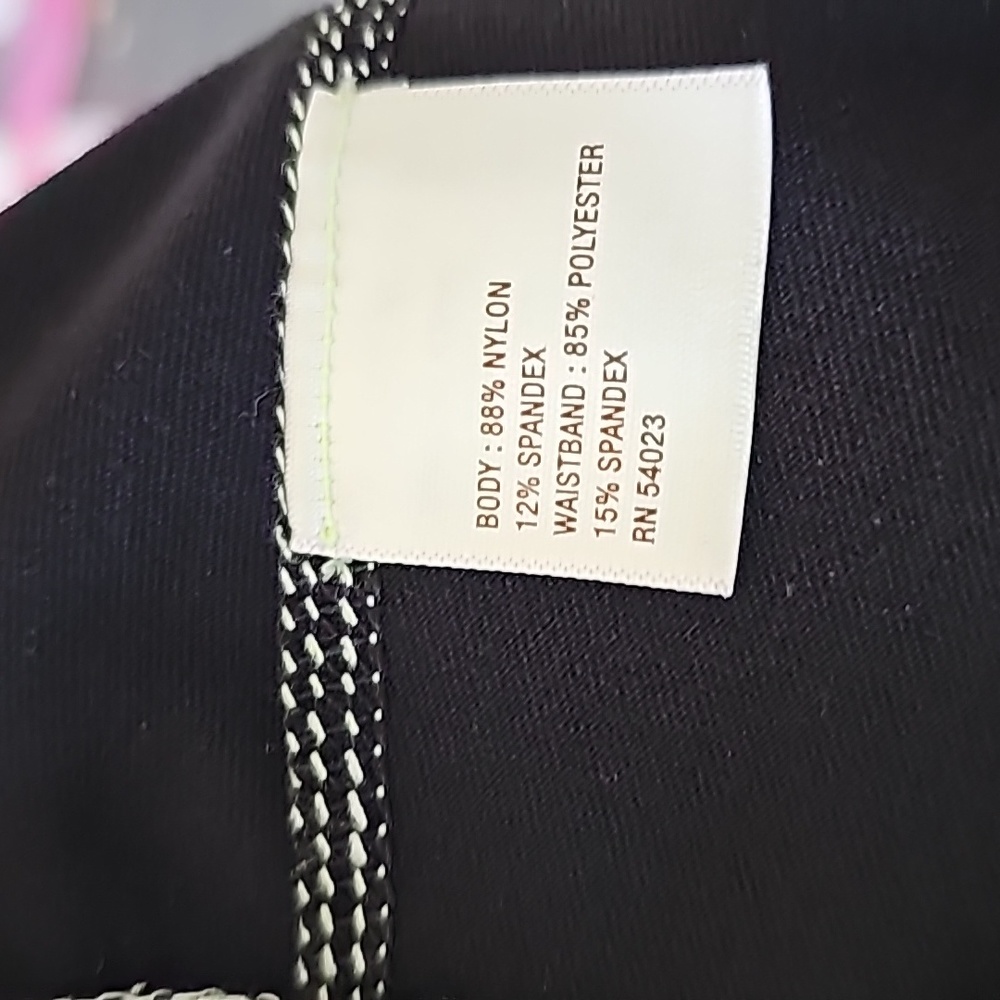 BODY : 88% NYLON
12% SPANDEX
WAISTBAND : 85% POLYESTER
15% SPANDEX
RN 54023